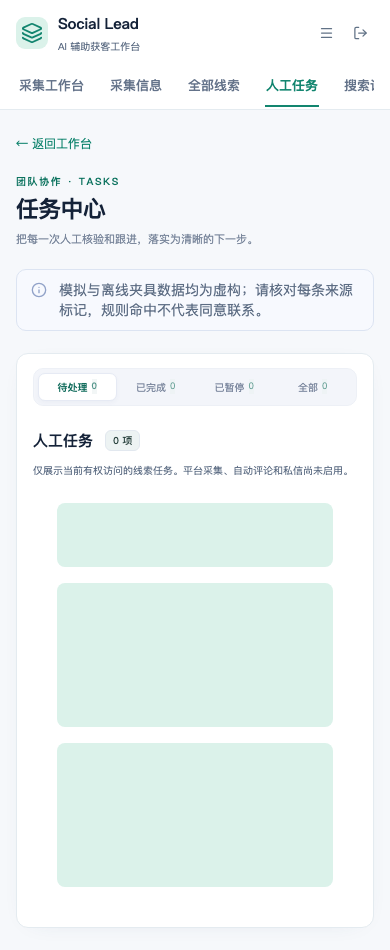 Social Lead
AI 辅助获客工作台
采集工作台
采集信息
全部线索
人工任务
← 返回工作台
团队协作 · TASKS
任务中心
把每一次人工核验和跟进，落实为清晰的下一步。
模拟与离线夹具数据均为虚构；请核对每条来源
标记，规则命中不代表同意联系。
待处理 0
已完成 0
已暂停 0
全部 0
人工任务 0 项
仅展示当前有权访问的线索任务。平台采集、自动评论和私信尚未启用。